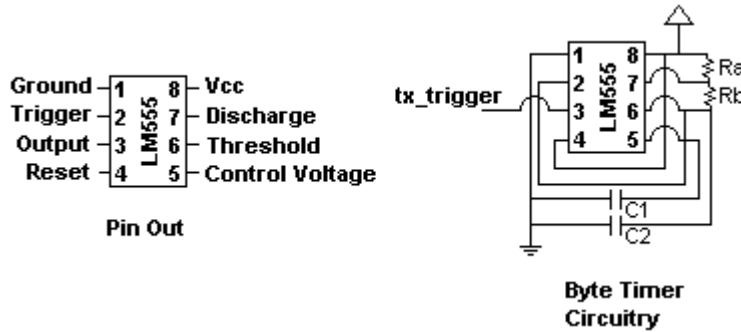 Ground 1 8 Vcc
Trigger 2 7 Discharge
Output 3 6 Threshold
Reset 4 5 Control Voltage
LM555
Pin Out
tx_trigger
1 8
2 7
3 6
4 5
LM555
Ra
Rb
C1
C2
Byte Timer
Circuitry